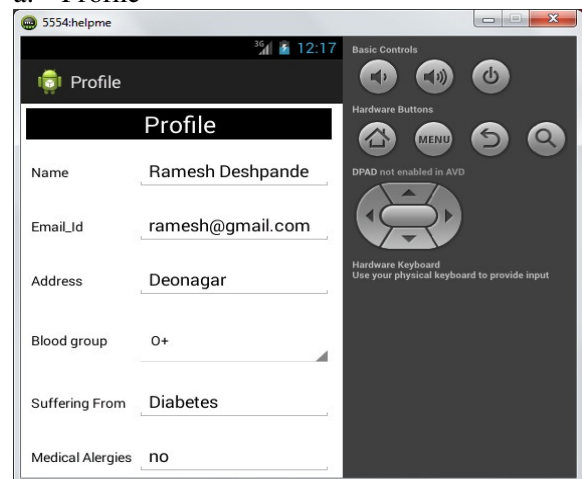 a. Profile
5554:helpme
3G 12:17
Profile
Profile
Name Ramesh Deshpande
Email_Id ramesh@gmail.com
Address Deonagar
Blood group O+
Suffering From Diabetes
Medical Alergies no
Basic Controls
Hardware Buttons
MENU
DPAD not enabled in AVD
Hardware Keyboard
Use your physical keyboard to provide input